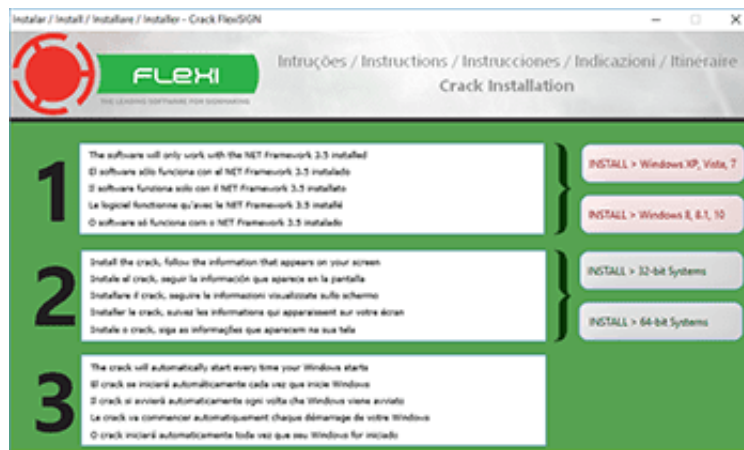 Instalar / Install / Installare / Installer - Crack FlexiSIGN
FLEXI
THE LEADING SOFTWARE FOR SIGNMAKING
Intruções / Instructions / Instrucciones / Indicazioni / Itinéraire
Crack Installation
1
The software will only work with the NET Framework 3.5 installed
El software sólo funciona con el NET Framework 3.5 instalado
Il software funziona solo con il NET Framework 3.5 installato
Le logiciel fonctionne qu'avec le NET Framework 3.5 installé
O software só funciona com o NET Framework 3.5 instalado
INSTALL > Windows XP, Vista, 7
INSTALL > Windows 8, 8.1, 10
2
Install the crack, follow the information that appears on your screen
Instale el crack, seguir la información que aparece en la pantalla
Installare il crack, seguire le informazioni visualizzate sullo schermo
Installer le crack, suivez les informations qui apparaissent sur votre écran
Instale o crack, siga as informações que aparecem na sua tela
INSTALL > 32-bit Systems
INSTALL > 64-bit Systems
3
The crack will automatically start every time your Windows starts
El crack se iniciará automáticamente cada vez que inicie Windows
Il crack si avvierà automaticamente ogni volta che Windows viene avviato
Le crack va commencer automatiquement chaque démarrage de votre Windows
O crack iniciará automaticamente toda vez que seu Windows for iniciado